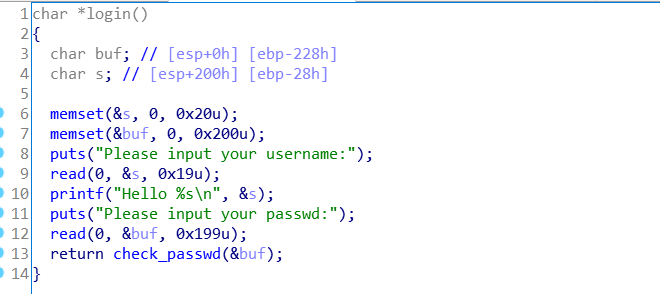 1 char *login()
2 {
3   char buf; // [esp+0h] [ebp-228h]
4   char s; // [esp+200h] [ebp-28h]
5
6   memset(&s, 0, 0x20u);
7   memset(&buf, 0, 0x200u);
8   puts("Please input your username:");
9   read(0, &s, 0x19u);
10   printf("Hello %s\n", &s);
11   puts("Please input your passwd:");
12   read(0, &buf, 0x199u);
13   return check_passwd(&buf);
14 }